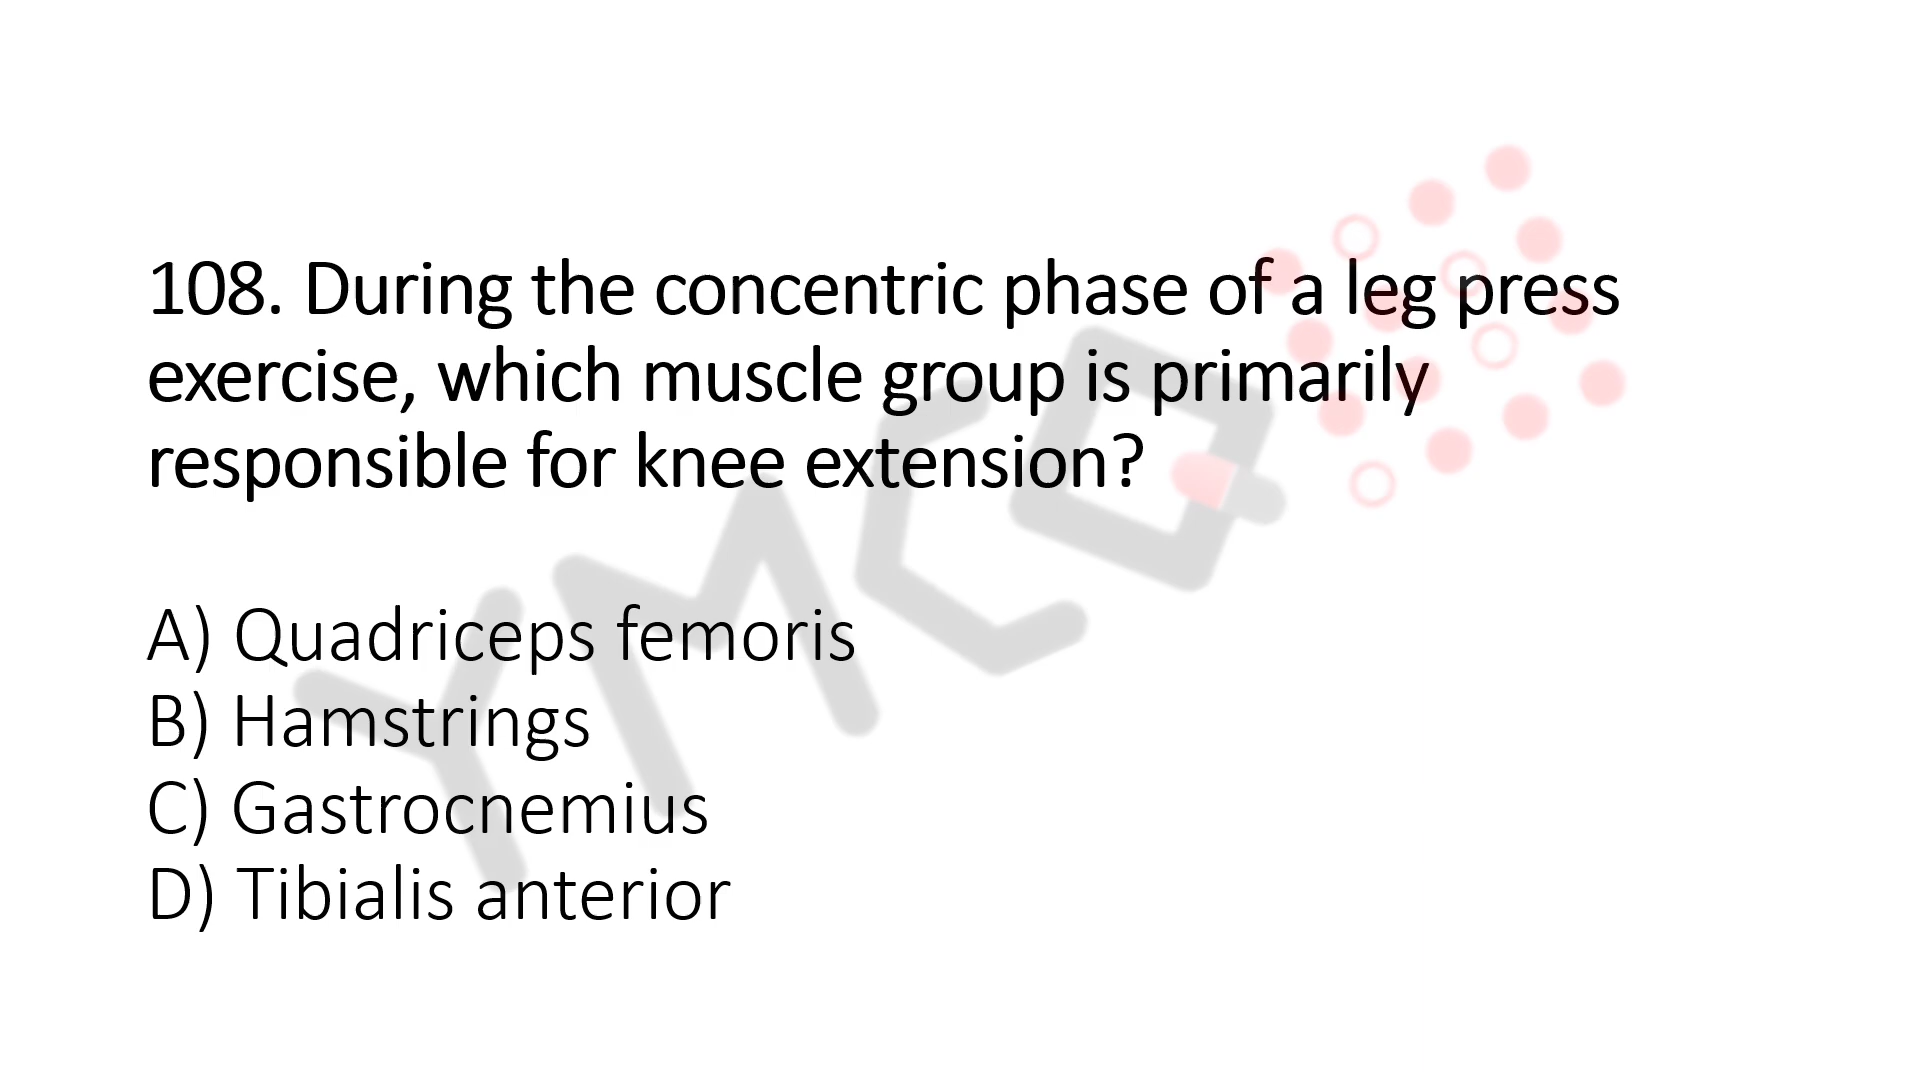 108. During the concentric phase of a leg press
exercise, which muscle group is primarily
responsible for knee extension?
A) Quadriceps femoris
B) Hamstrings
C) Gastrocnemius
D) Tibialis anterior
YMCQ